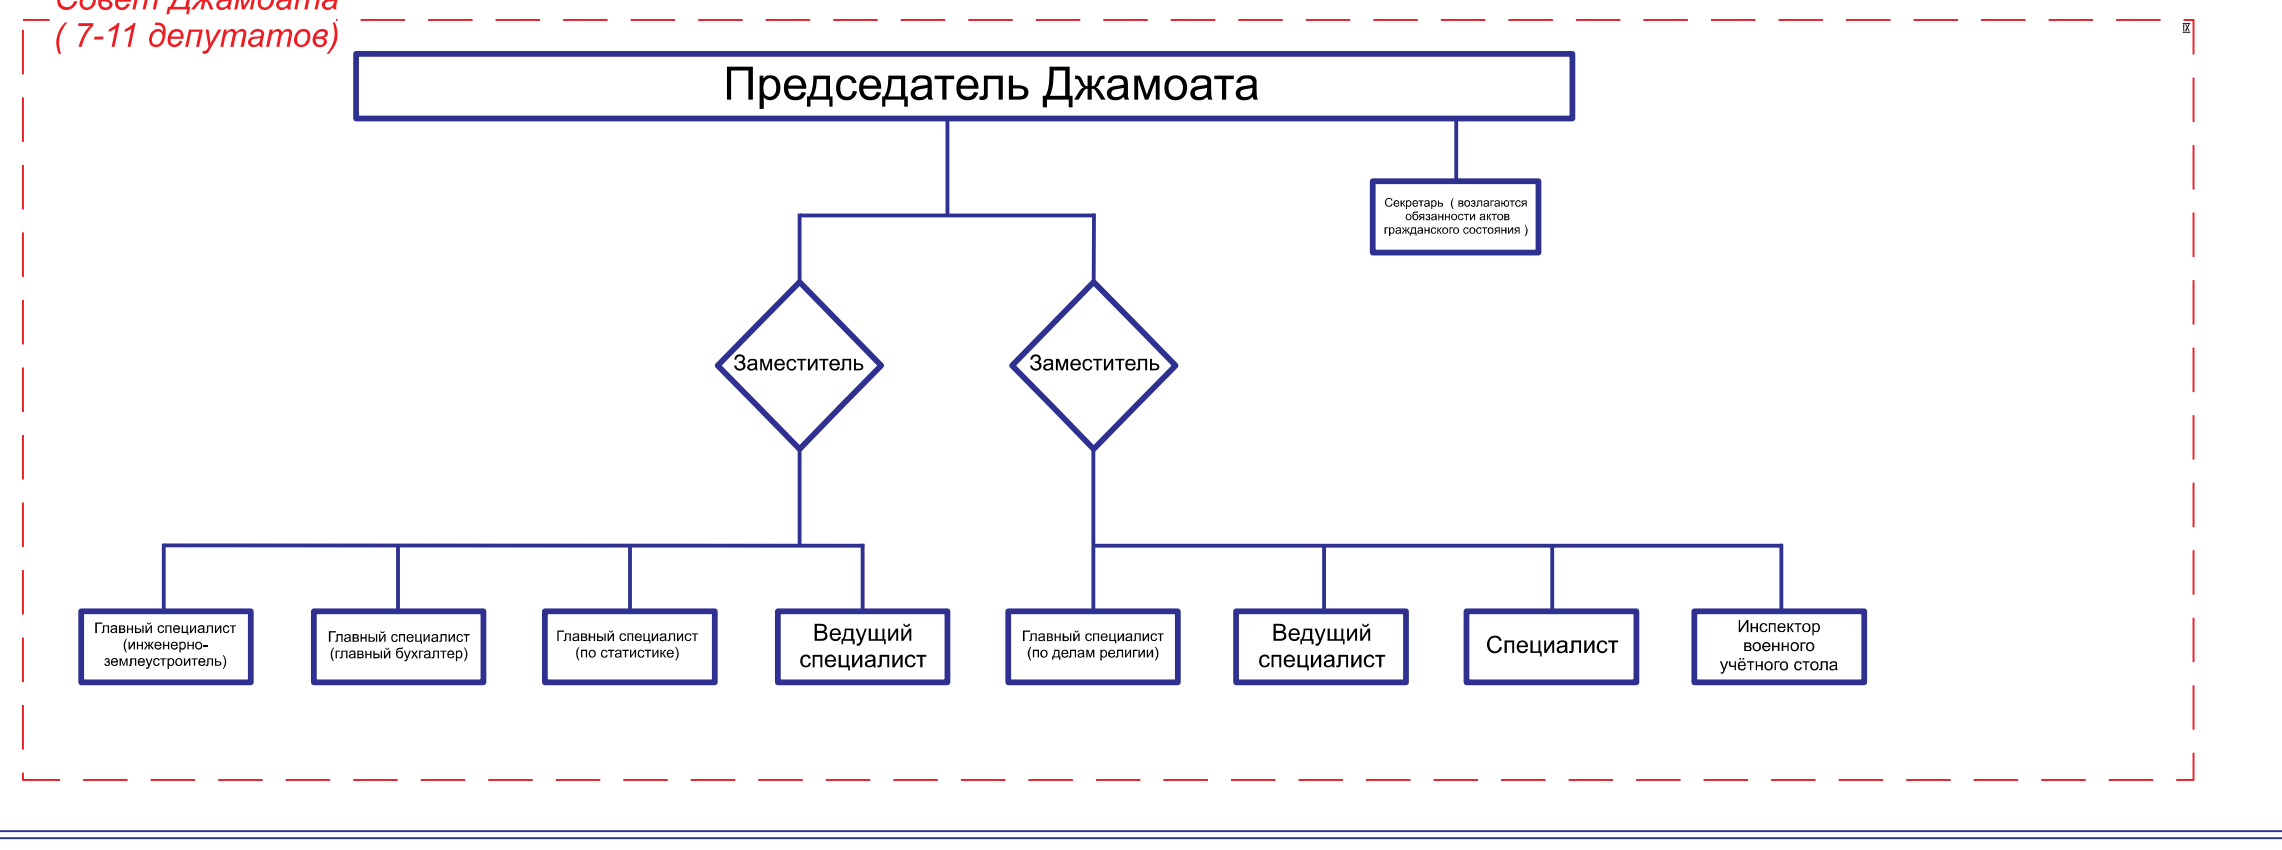 Совет Джамоата
( 7-11 депутатов)
Председатель Джамоата
Секретарь ( возлагаются
обязанности актов
гражданского состояния )
Заместитель
Заместитель
Главный специалист
(инженерно-
землеустроитель)
Главный специалист
(главный бухгалтер)
Главный специалист
(по статистике)
Ведущий
специалист
Главный специалист
(по делам религии)
Ведущий
специалист
Специалист
Инспектор
военного
учётного стола